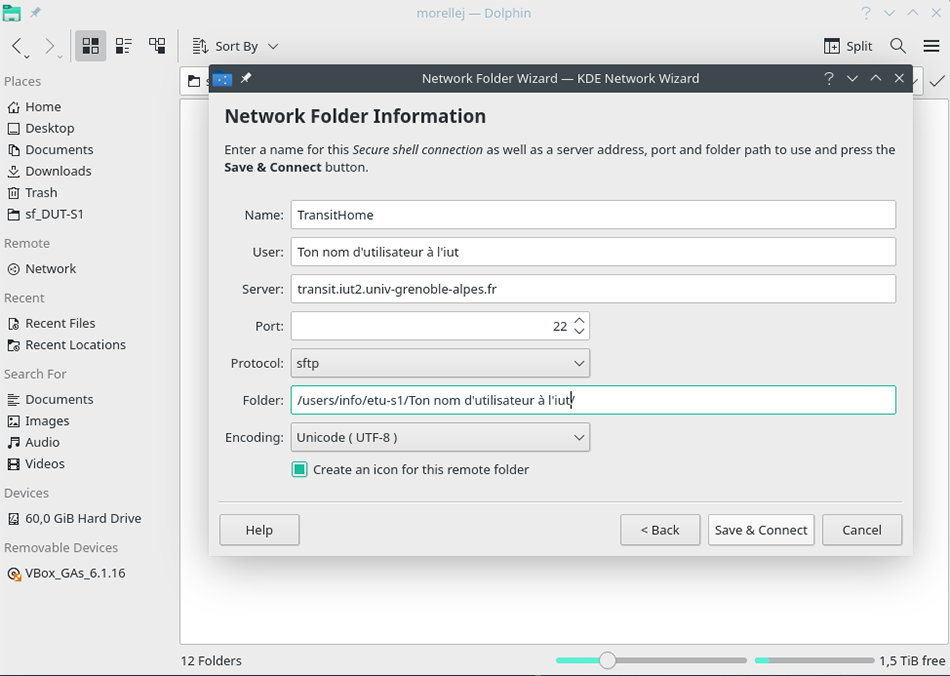 morellej — Dolphin
Sort By
Split
Places
Home
Desktop
Documents
Downloads
Trash
sf_DUT-S1
Remote
Network
Recent
Recent Files
Recent Locations
Search For
Documents
Images
Audio
Videos
Devices
60,0 GiB Hard Drive
Removable Devices
VBox_GAs_6.1.16
Network Folder Wizard — KDE Network Wizard
Network Folder Information
Enter a name for this Secure shell connection as well as a server address, port and folder path to use and press the
Save & Connect button.
Name: TransitHome
User: Ton nom d'utilisateur à l'iut
Server: transit.iut2.univ-grenoble-alpes.fr
Port: 22
Protocol: sftp
Folder: /users/info/etu-s1/Ton nom d'utilisateur à l'iut/
Encoding: Unicode ( UTF-8 )
Create an icon for this remote folder
Help
< Back
Save & Connect
Cancel
12 Folders
1,5 TiB free